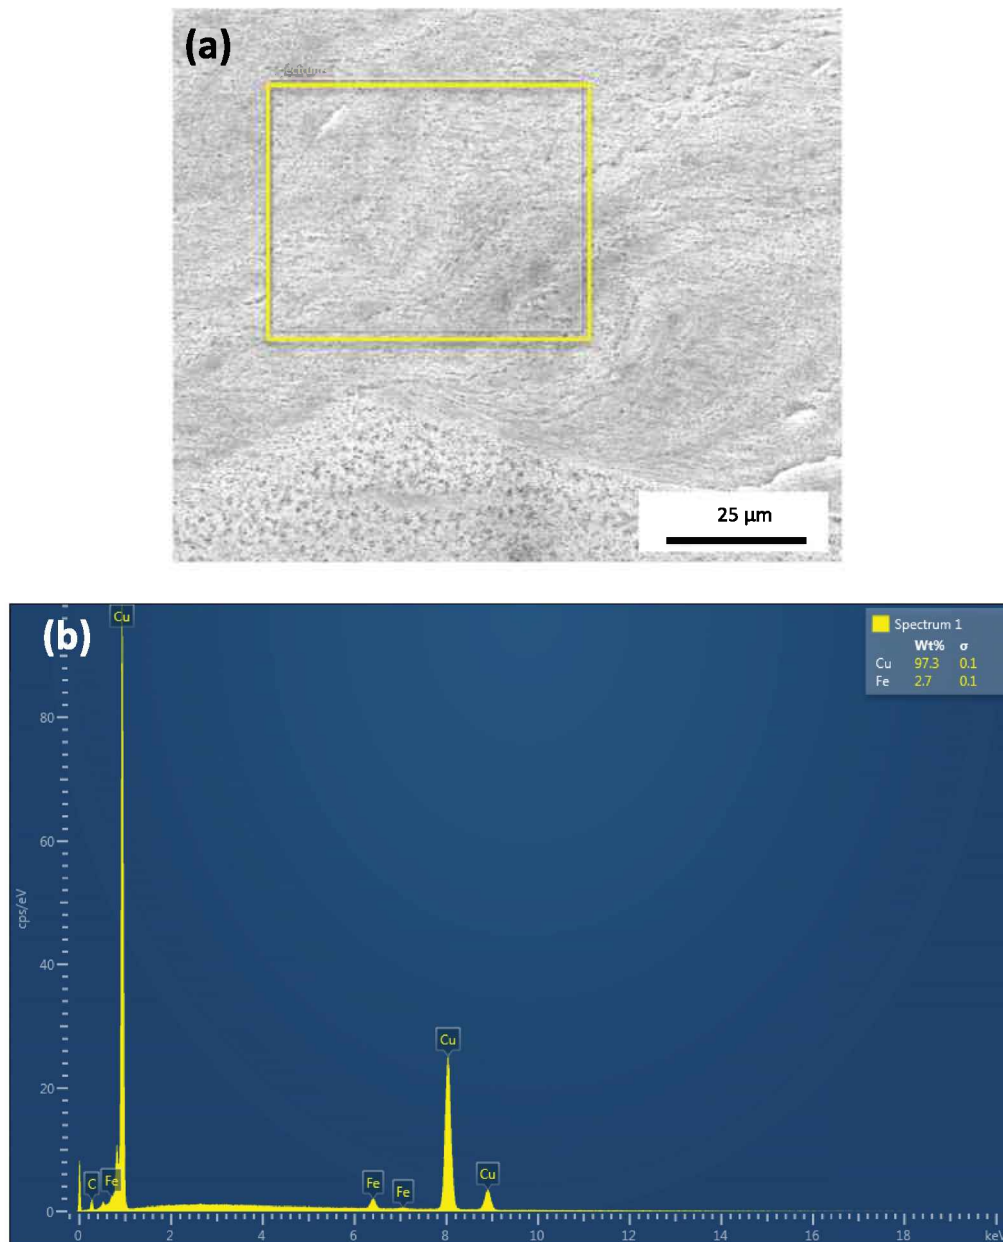 (a)
25 µm
(b)
Cu
Spectrum 1
Wt% σ
Cu 97.3 0.1
Fe 2.7 0.1
80
60
cps/eV
40
Cu
20
C Fe Fe Fe Cu
0
0 2 4 6 8 10 12 14 16 18 keV